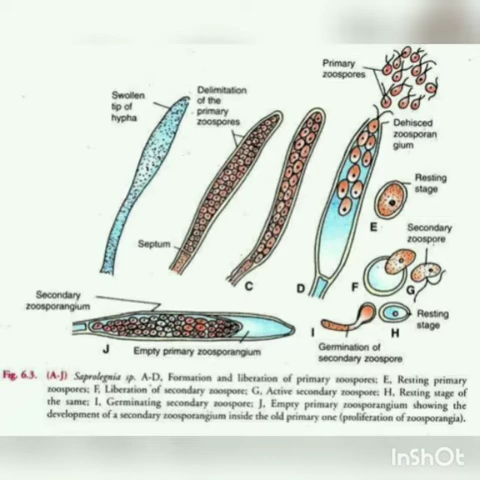 Primary
zoospores
Swollen
tip of
hypha
Delimitation
of the
primary
zoospores
Dehisced
zoosporan
gium
Resting
stage
E
Secondary
zoospore
Septum
C
D
F
G
Secondary
zoosporangium
I
H
Resting
stage
J
Empty primary zoosporangium
Germination of
secondary zoospore
Fig. 6.3. (A-J) Saprolegnia sp. A-D, Formation and liberation of primary zoospores; E, Resting primary
zoospores; F, Liberation of secondary zoospore; G, Active secondary zoospore; H, Resting stage of
the same; I, Germinating secondary zoospore; J, Empty primary zoosporangium showing the
development of a secondary zoosporangium inside the old primary one (proliferation of zoosporangia).
InShOt